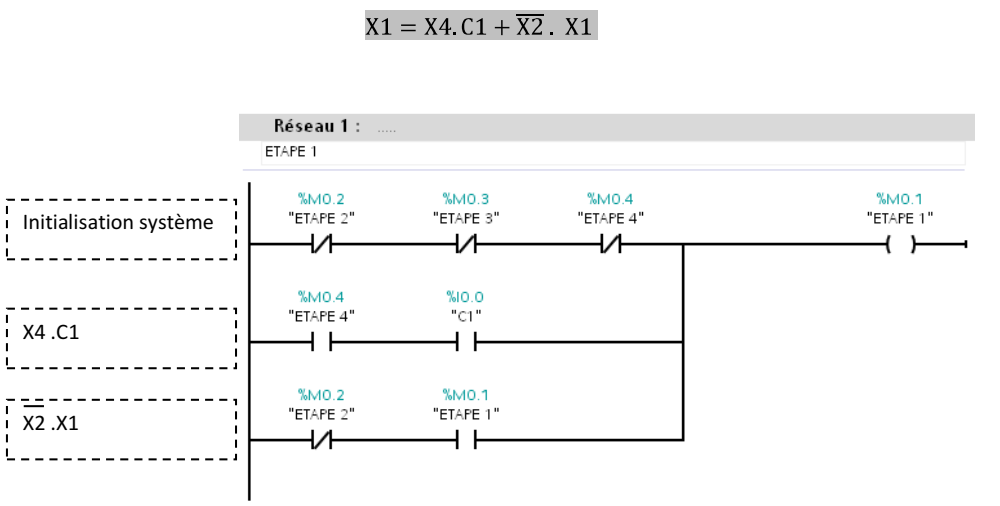 X1 = X4.C1 + X̅2̅ . X1
Réseau 1 : .....
ETAPE 1
Initialisation système
%M0.2 %M0.3 %M0.4 %M0.1
"ETAPE 2" "ETAPE 3" "ETAPE 4" "ETAPE 1"
X4 .C1
%M0.4 %I0.0
"ETAPE 4" "C1"
X̅2̅ .X1
%M0.2 %M0.1
"ETAPE 2" "ETAPE 1"